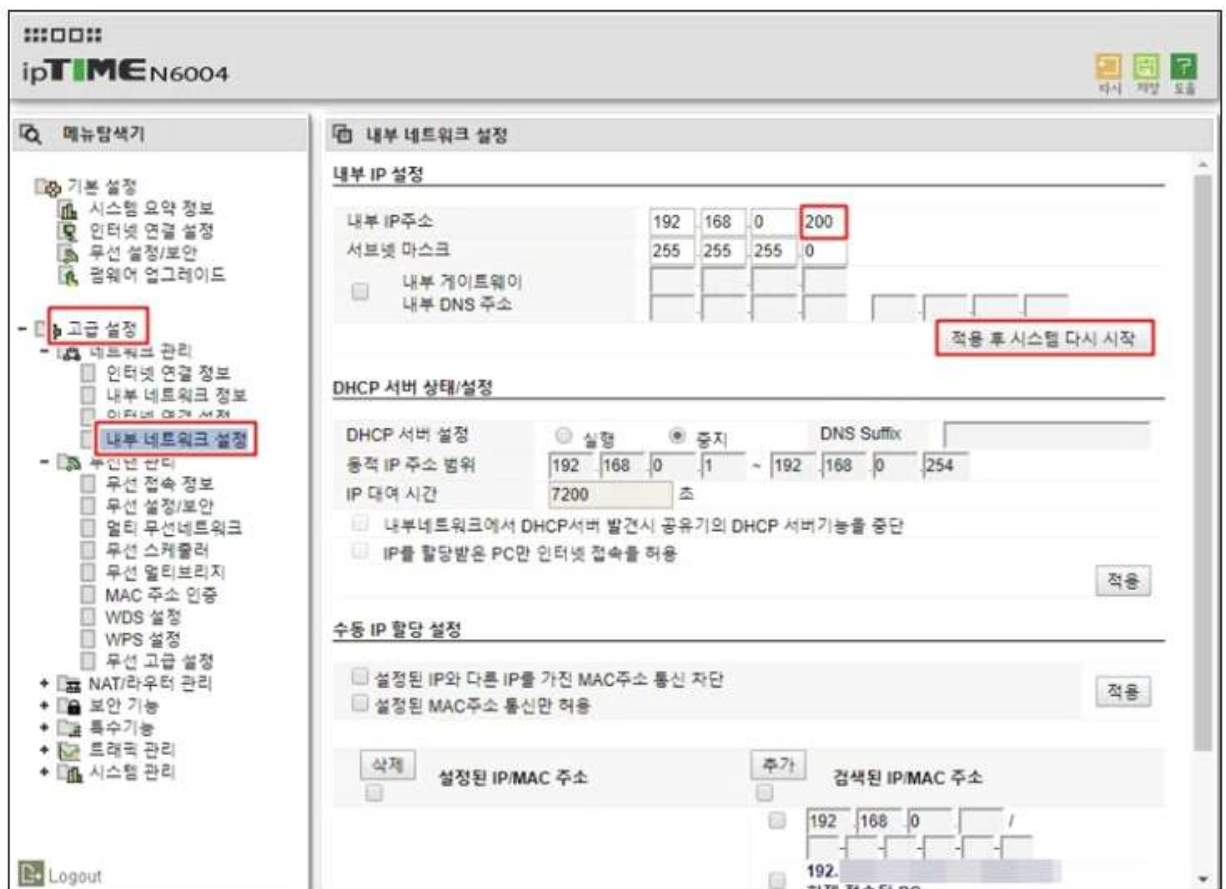 ipTIME N6004
다시 저장 도움
메뉴탐색기
기본 설정
시스템 요약 정보
인터넷 연결 설정
무선 설정/보안
펌웨어 업그레이드
고급 설정
네트워크 관리
인터넷 연결 정보
내부 네트워크 정보
인터넷 연결 설정
내부 네트워크 설정
무선랜 관리
무선 접속 정보
무선 설정/보안
멀티 무선네트워크
무선 스케줄러
무선 멀티브리지
MAC 주소 인증
WDS 설정
WPS 설정
무선 고급 설정
NAT/라우터 관리
보안 기능
특수기능
트래픽 관리
시스템 관리
Logout
내부 네트워크 설정
내부 IP 설정
내부 IP주소 192 .168 .0 .200
서브넷 마스크 255 .255 .255 .0
내부 게이트웨이
내부 DNS 주소
적용 후 시스템 다시 시작
DHCP 서버 상태/설정
DHCP 서버 설정 실행 중지 DNS Suffix
동적 IP 주소 범위 192 .168 .0 .1 ~ 192 .168 .0 .254
IP 대여 시간 7200 초
내부네트워크에서 DHCP서버 발견시 공유기의 DHCP 서버기능을 중단
IP를 할당받은 PC만 인터넷 접속을 허용
적용
수동 IP 할당 설정
설정된 IP와 다른 IP를 가진 MAC주소 통신 차단
설정된 MAC주소 통신만 허용
적용
삭제 설정된 IP/MAC 주소 추가 검색된 IP/MAC 주소
192 .168 .0 . /
192.